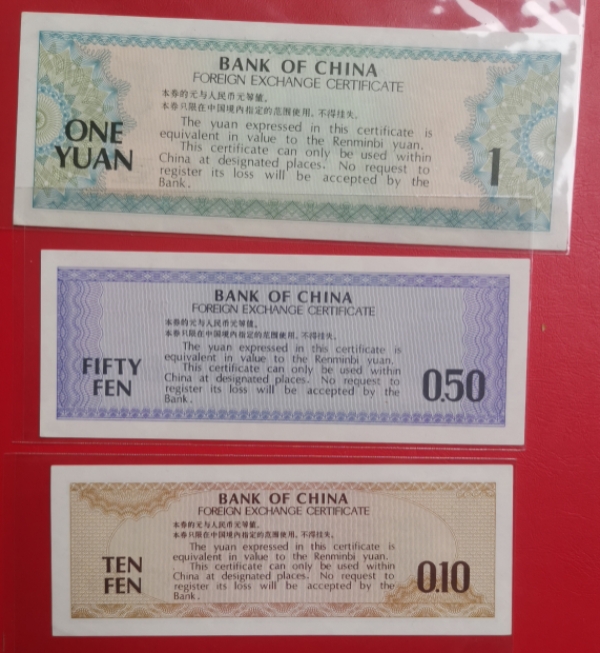 BANK OF CHINA
FOREIGN EXCHANGE CERTIFICATE
本券的元与人民币元等值。
本券只限在中国境内指定的范围使用，不得挂失。
ONE
YUAN
The yuan expressed in this certificate is
equivalent in value to the Renminbi yuan.
This certificate can only be used within
China at designated places. No request to
register its loss will be accepted by the
Bank.
1
BANK OF CHINA
FOREIGN EXCHANGE CERTIFICATE
本券的元与人民币元等值。
本券只限在中国境内指定的范围使用，不得挂失。
FIFTY
FEN
The yuan expressed in this certificate is
equivalent in value to the Renminbi yuan.
This certificate can only be used within
China at designated places. No request to
register its loss will be accepted by the
Bank.
0.50
BANK OF CHINA
FOREIGN EXCHANGE CERTIFICATE
本券的元与人民币元等值。
本券只限在中国境内指定的范围使用，不得挂失。
TEN
FEN
The yuan expressed in this certificate is
equivalent in value to the Renminbi yuan.
This certificate can only be used within
China at designated places. No request to
register its loss will be accepted by the
Bank.
0.10